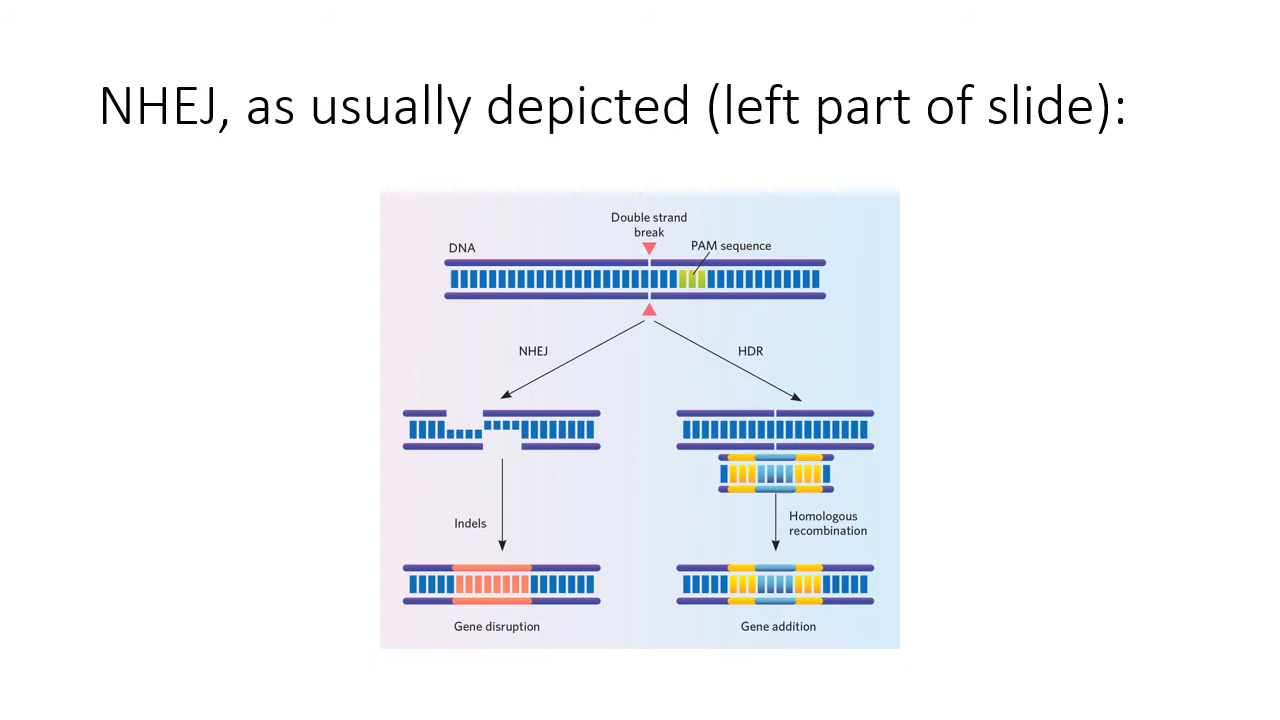 NHEJ, as usually depicted (left part of slide):
Double strand
break
DNA
PAM sequence
NHEJ
HDR
Indels
Homologous
recombination
Gene disruption
Gene addition